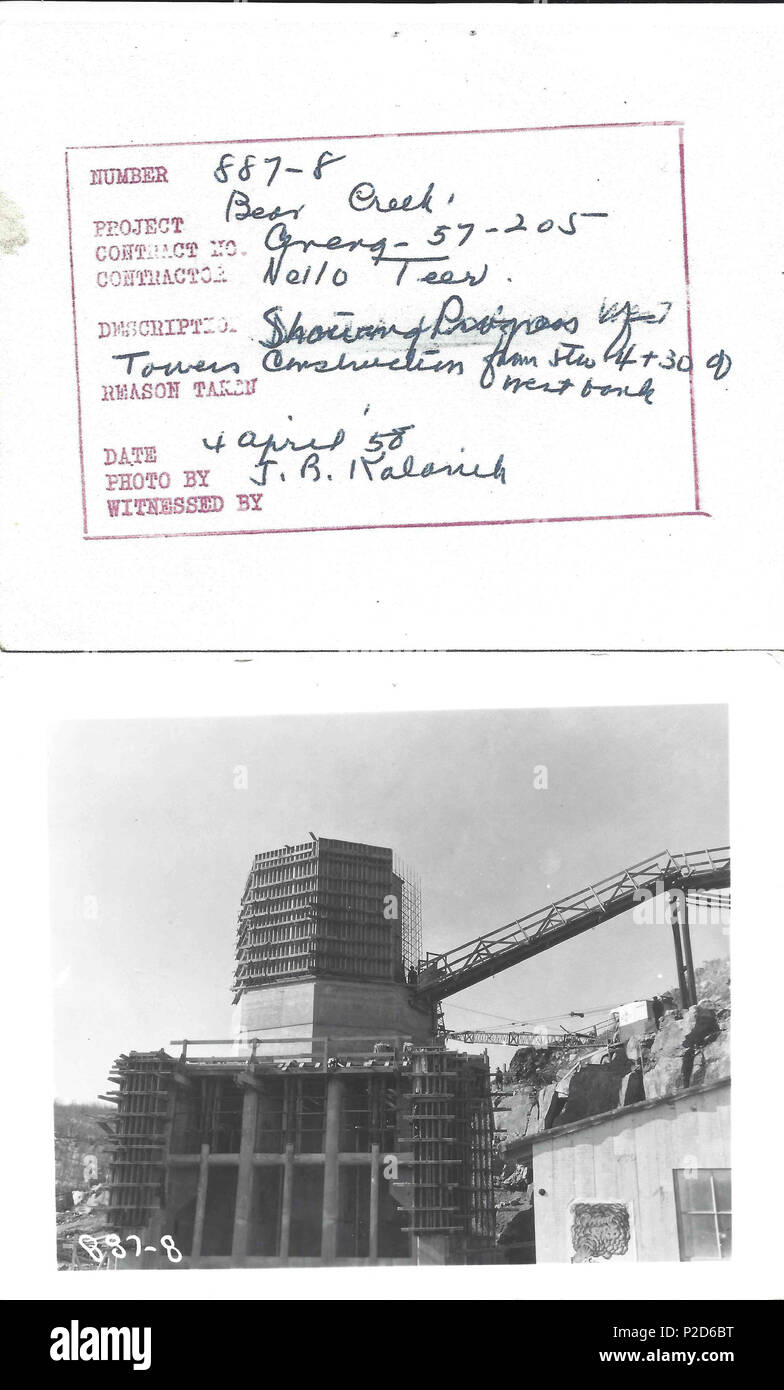 NUMBER 887-8
PROJECT Bear Creek.
CONTRACT NO. 57-205
CONTRACTOR Nello Teer.
DESCRIPTION Showing Progress
Towers Construction from sta 4+30 of
REASON TAKEN west bank
DATE 4 April '58
PHOTO BY J. B.
WITNESSED BY
a a
a a
a a
887-8
alamy
Image ID: P2D6BT
www.alamy.com